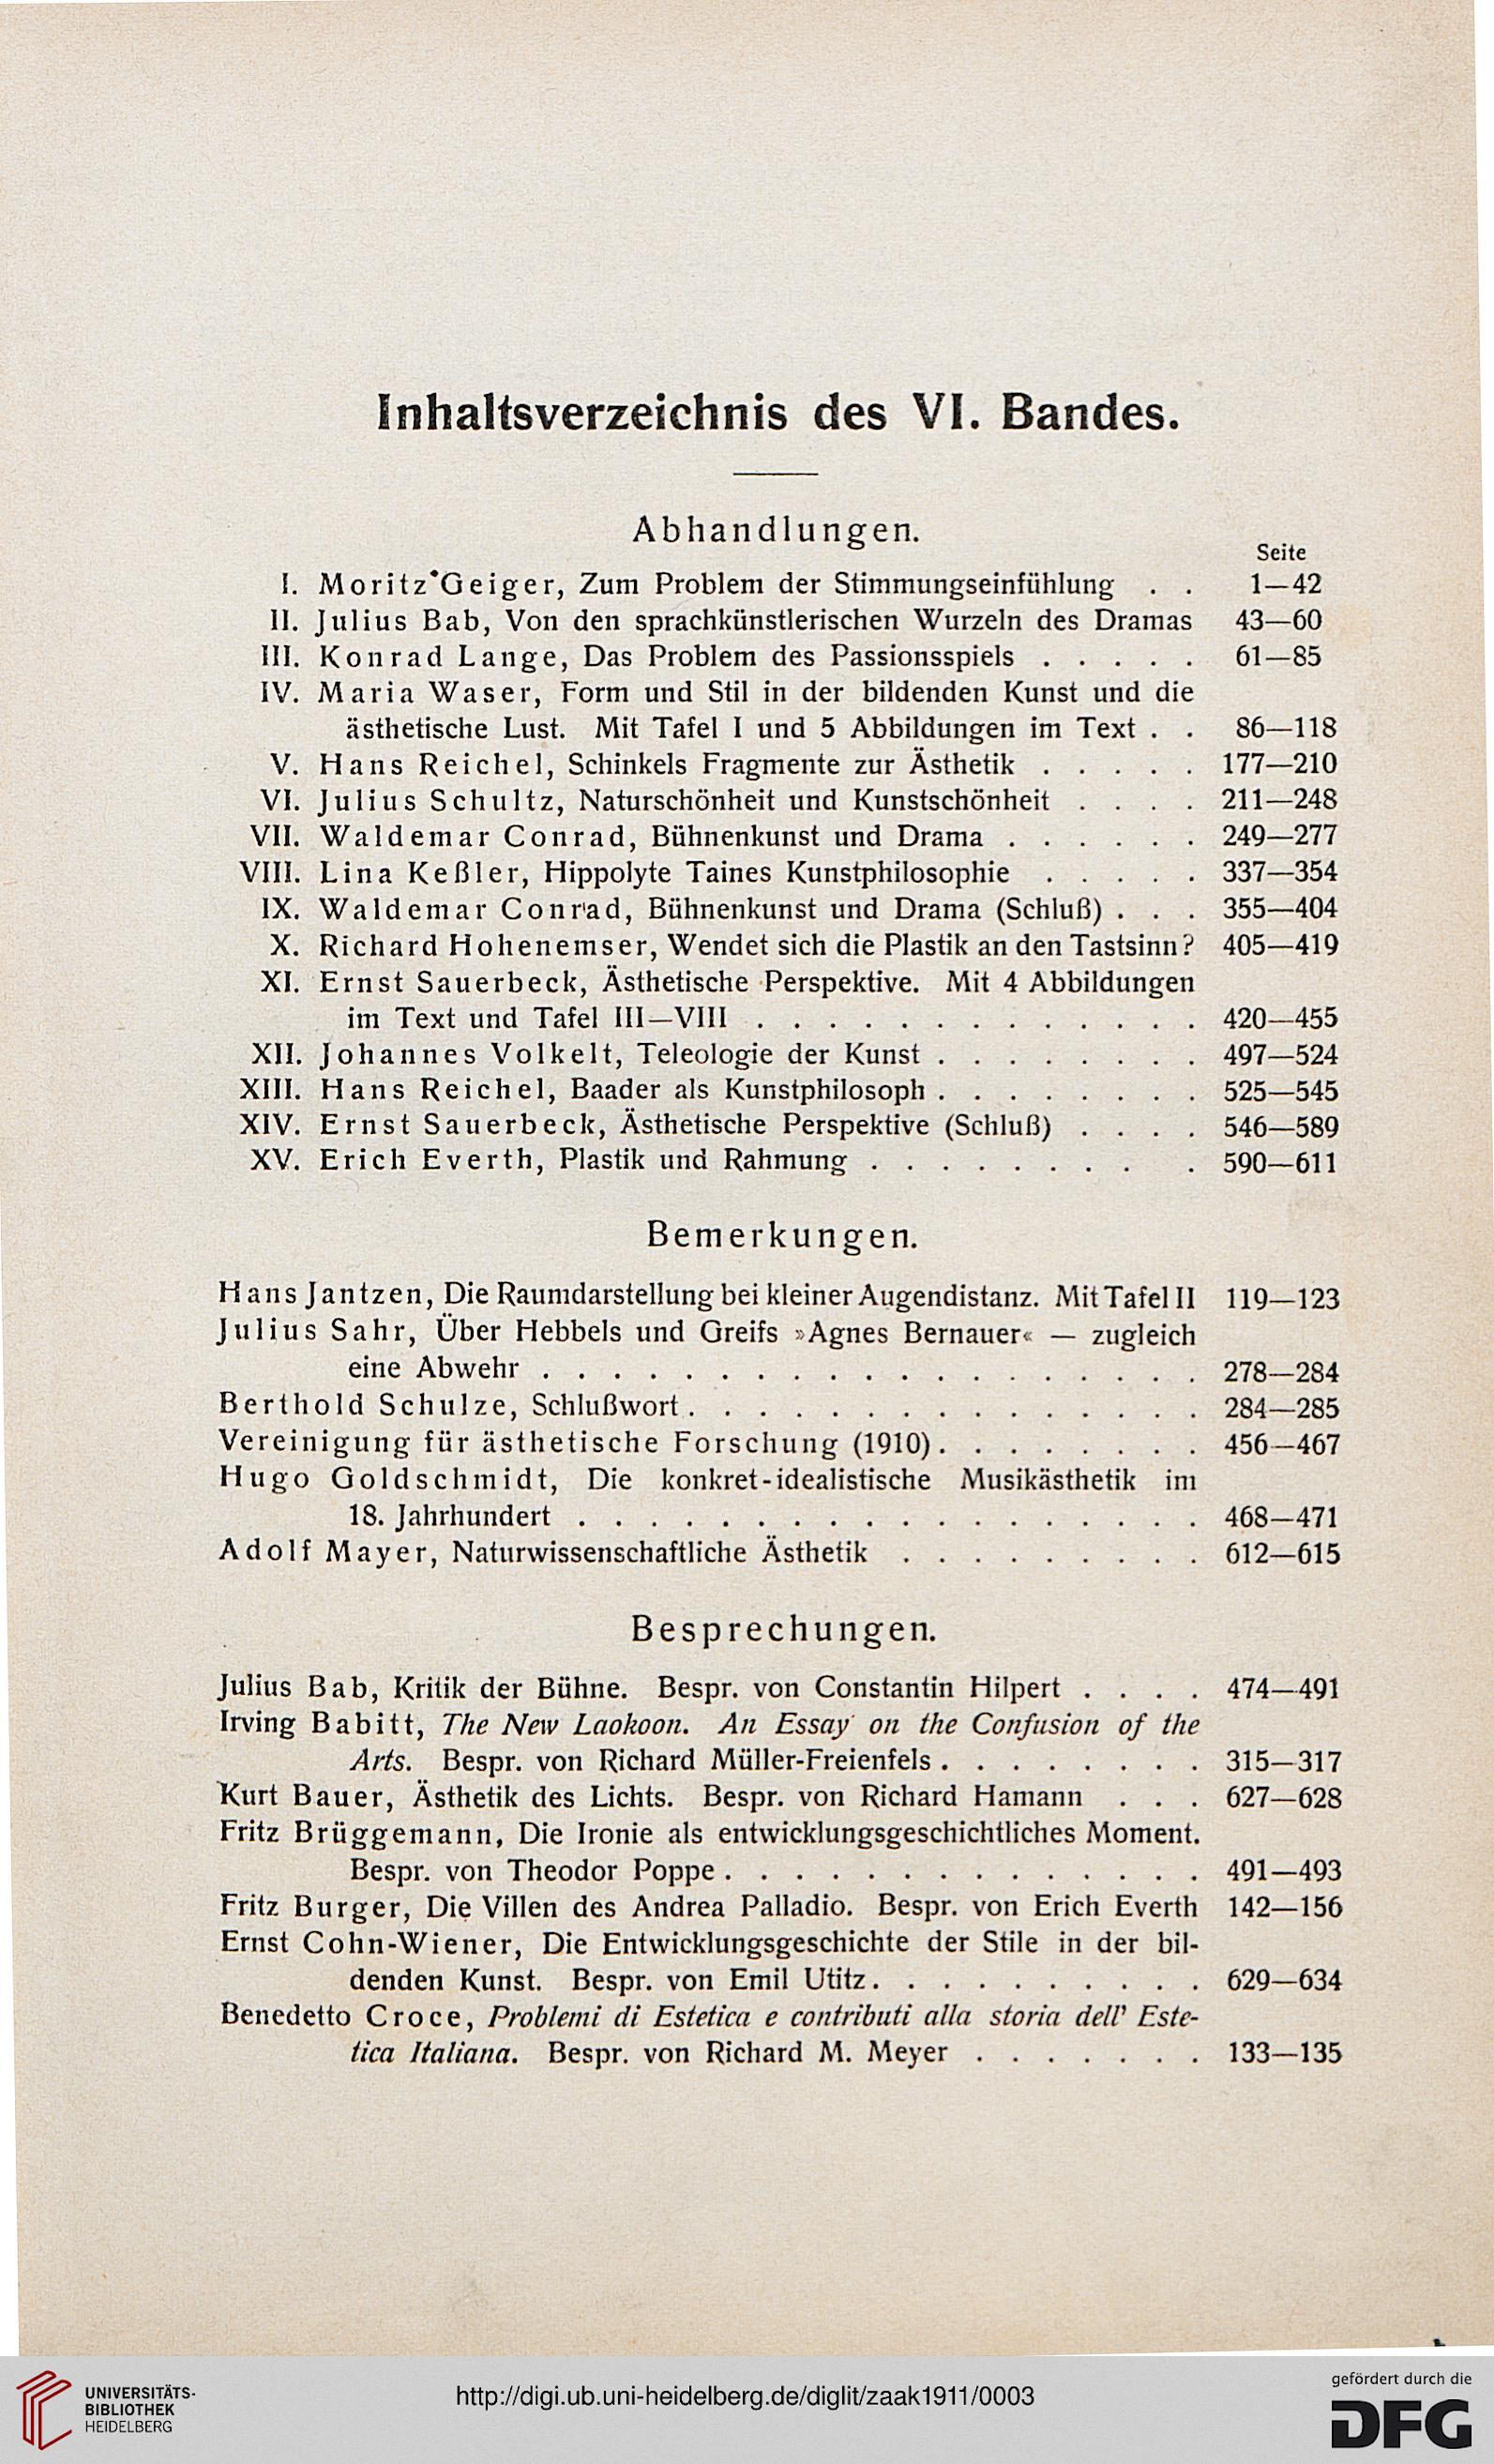 Inhaltsverzeichnis des VI. Bandes.
Abhandlungen.
Seite
I. Moritz Geiger, Zum Problem der Stimmungseinfühlung . . 1—42
II. Julius Bab, Von den sprachkünstlerischen Wurzeln des Dramas 43—60
III. Konrad Lange, Das Problem des Passionsspiels . . . . . 61—85
IV. Maria Waser, Form und Stil in der bildenden Kunst und die
ästhetische Lust. Mit Tafel I und 5 Abbildungen im Text . . 86—118
V. Hans Reichel, Schinkels Fragmente zur Ästhetik . . . . . 177—210
VI. Julius Schultz, Naturschönheit und Kunstschönheit . . . . 211—248
VII. Waldemar Conrad, Bühnenkunst und Drama . . . . . . 249—277
VIII. Lina Keßler, Hippolyte Taines Kunstphilosophie . . . . . 337—354
IX. Waldemar Conrad, Bühnenkunst und Drama (Schluß) . . . 355—404
X. Richard Hohenemser, Wendet sich die Plastik an den Tastsinn? 405—419
XI. Ernst Sauerbeck, Ästhetische Perspektive. Mit 4 Abbildungen
im Text und Tafel III—VIII . . . . . . . . . . . . . 420—455
XII. Johannes Volkelt, Teleologie der Kunst . . . . . . . . 497—524
XIII. Hans Reichel, Baader als Kunstphilosoph . . . . . . . . 525—545
XIV. Ernst Sauerbeck, Ästhetische Perspektive (Schluß) . . . . 546—589
XV. Erich Everth, Plastik und Rahmung . . . . . . . . . 590—611
Bemerkungen.
Hans Jantzen, Die Raumdarstellung bei kleiner Augendistanz. Mit Tafel II 119—123
Julius Sahr, Über Hebbels und Greifs »Agnes Bernauer« — zugleich
eine Abwehr . . . . . . . . . . . . . . . . . . . 278—284
Berthold Schulze, Schlußwort . . . . . . . . . . . . . . . 284—285
Vereinigung für ästhetische Forschung (1910) . . . . . . . . 456—467
Hugo Goldschmidt, Die konkret-idealistische Musikästhetik im
18. Jahrhundert . . . . . . . . . . . . . . . . . . 468—471
Adolf Mayer, Naturwissenschaftliche Ästhetik . . . . . . . . . 612—615
Besprechungen.
Julius Bab, Kritik der Bühne. Bespr. von Constantin Hilpert . . . . 474—491
Irving Babitt, The New Laokoon. An Essay on the Confusion of the
Arts. Bespr. von Richard Müller-Freienfels . . . . . . . . 315—317
Kurt Bauer, Ästhetik des Lichts. Bespr. von Richard Hamann . . . 627—628
Fritz Brüggemann, Die Ironie als entwicklungsgeschichtliches Moment.
Bespr. von Theodor Poppe . . . . . . . . . . . . . . 491—493
Fritz Burger, Die Villen des Andrea Palladio. Bespr. von Erich Everth 142—156
Ernst Cohn-Wiener, Die Entwicklungsgeschichte der Stile in der bil-
denden Kunst. Bespr. von Emil Utitz . . . . . . . . . . 629—634
Benedetto Croce, Problemi di Estetica e contributi alla storia dell' Este-
tica Italiana. Bespr. von Richard M. Meyer . . . . . . . 133—135
UNIVERSITÄTS-
BIBLIOTHEK
HEIDELBERG
http://digi.ub.uni-heidelberg.de/diglit/zaak1911/0003
gefördert durch die
DFG